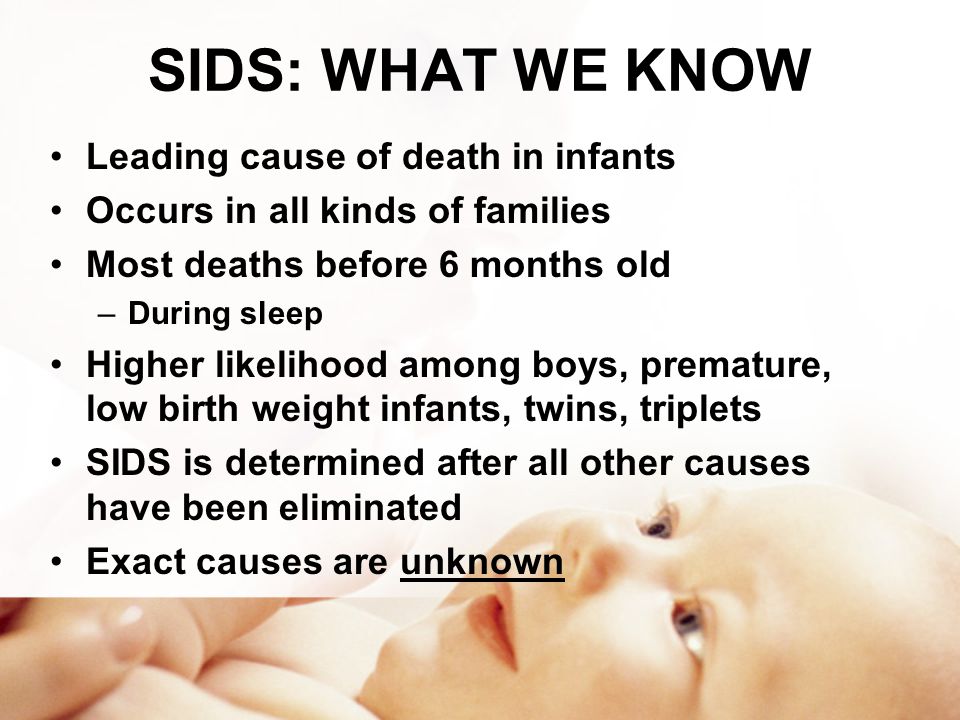 SIDS: WHAT WE KNOW
• Leading cause of death in infants
• Occurs in all kinds of families
• Most deaths before 6 months old
– During sleep
• Higher likelihood among boys, premature,
low birth weight infants, twins, triplets
• SIDS is determined after all other causes
have been eliminated
• Exact causes are unknown